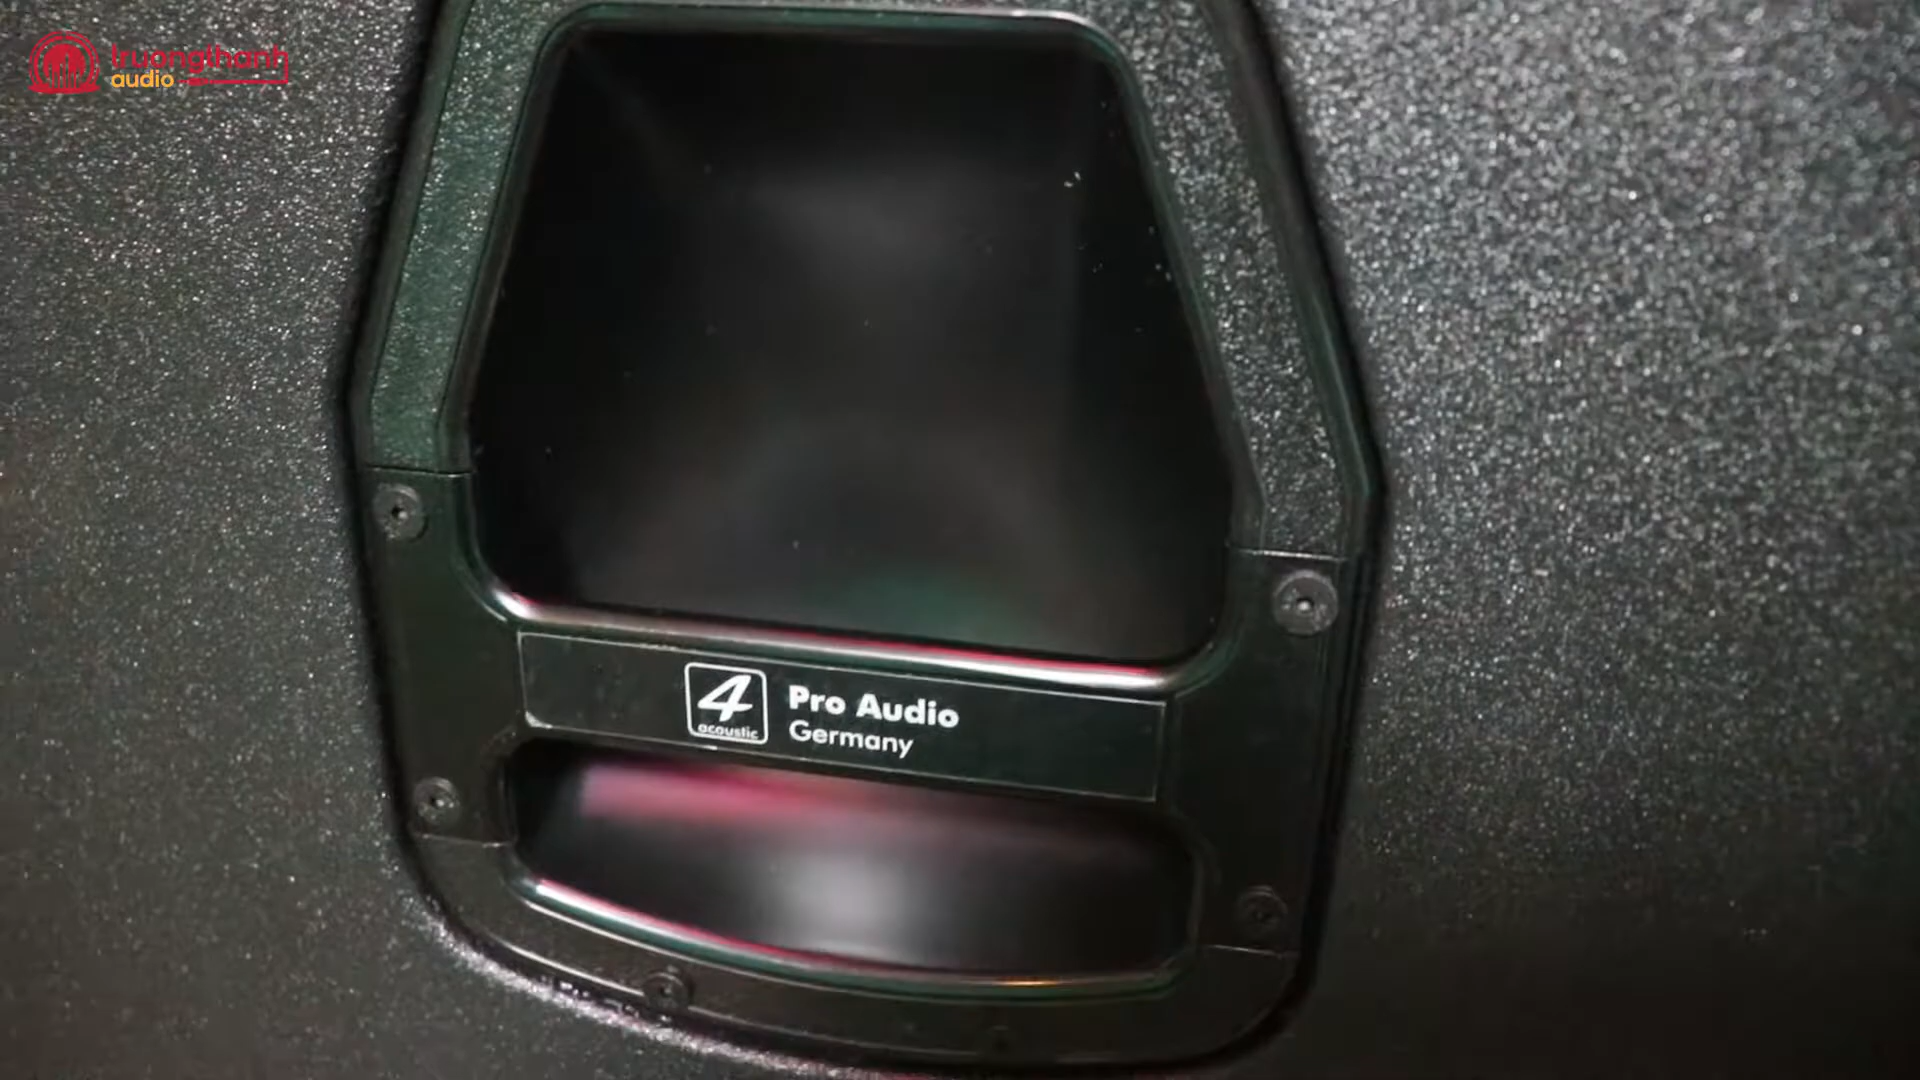 truongthanh
audio
4
acoustic
Pro Audio
Germany